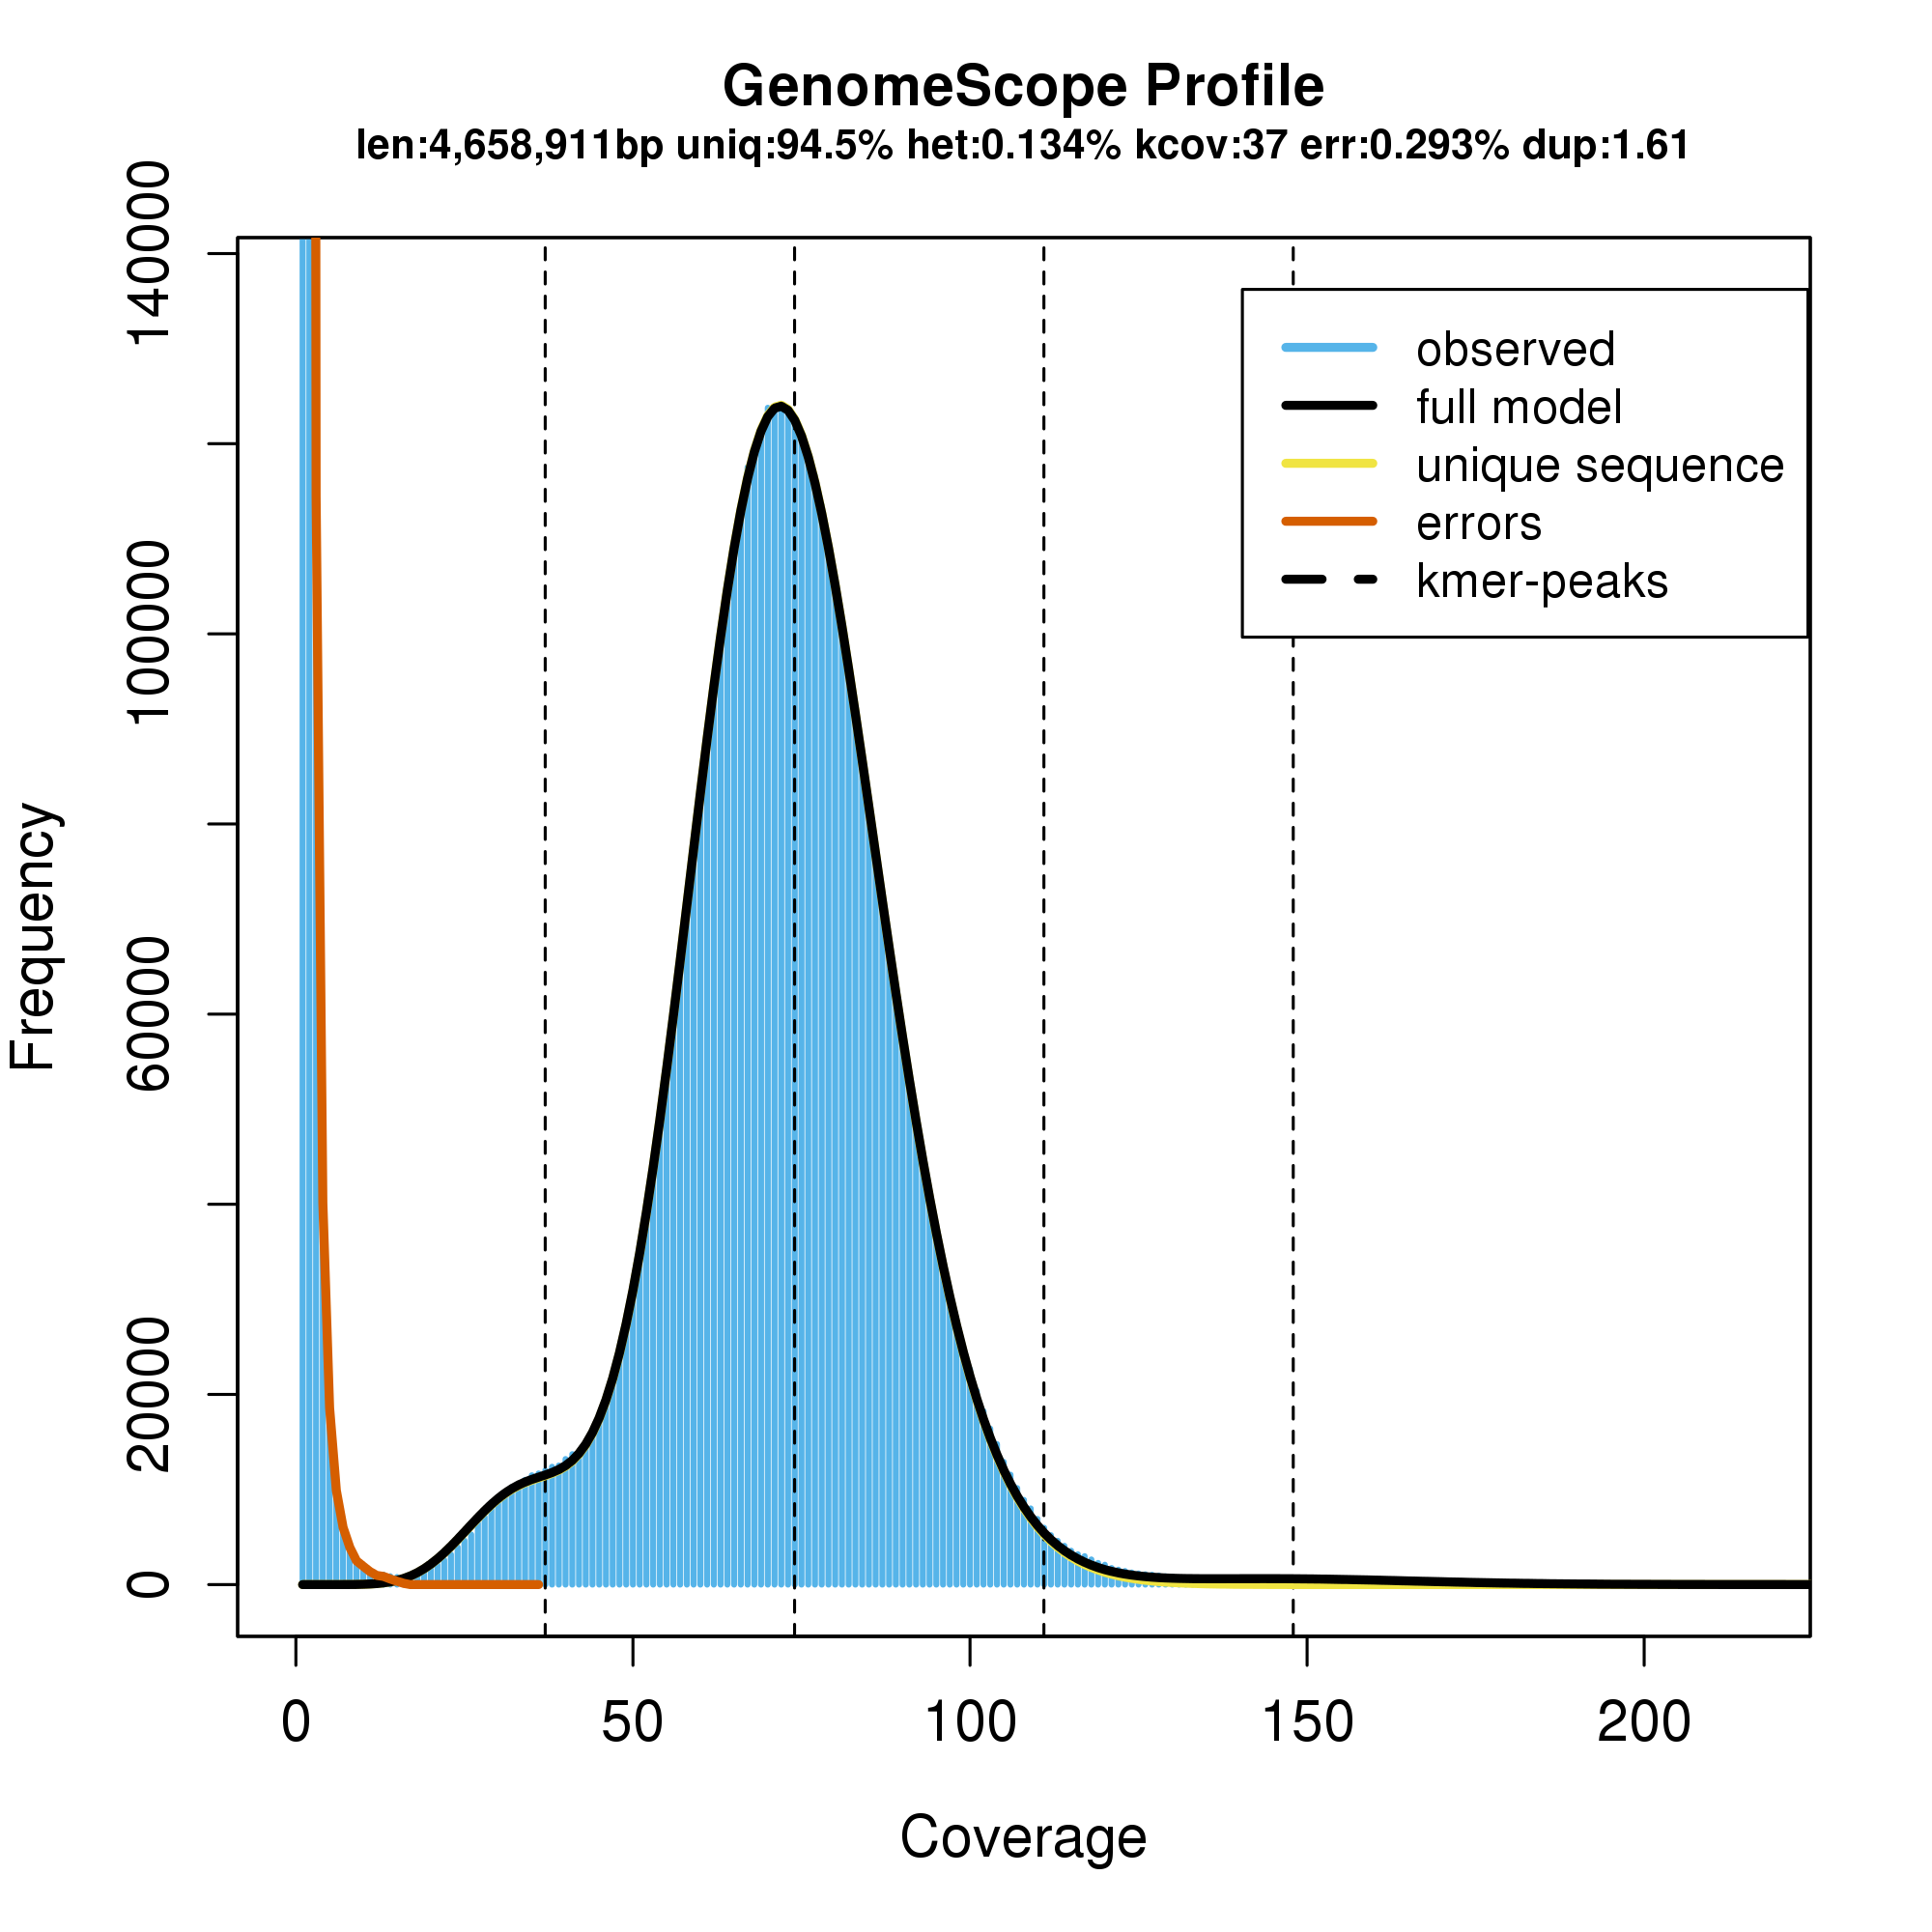 GenomeScope Profile
len:4,658,911bp uniq:94.5% het:0.134% kcov:37 err:0.293% dup:1.61
Frequency
140000
100000
60000
20000
0
observed
full model
unique sequence
errors
kmer-peaks
0 50 100 150 200
Coverage